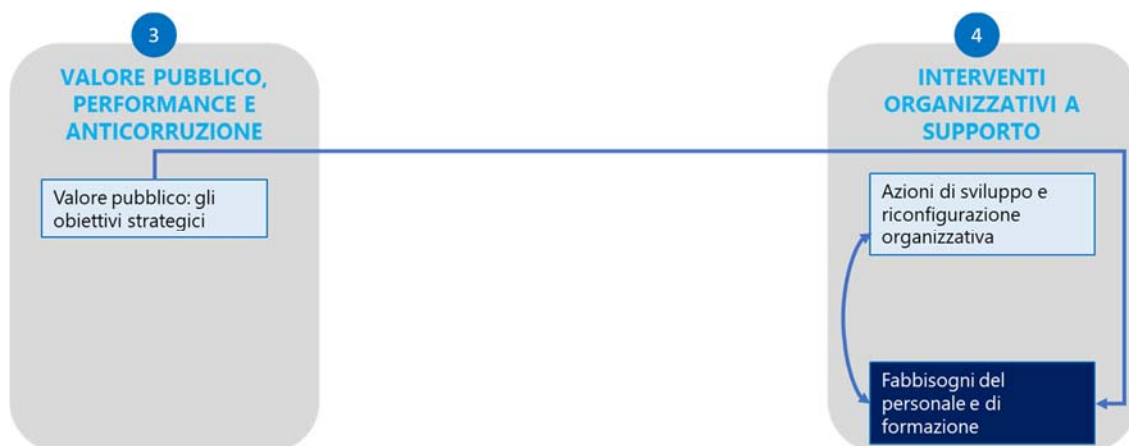 3
VALORE PUBBLICO,
PERFORMANCE E
ANTICORRUZIONE
Valore pubblico: gli
obiettivi strategici
4
INTERVENTI
ORGANIZZATIVI A
SUPPORTO
Azioni di sviluppo e
riconfigurazione
organizzativa
Fabbisogni del
personale e di
formazione